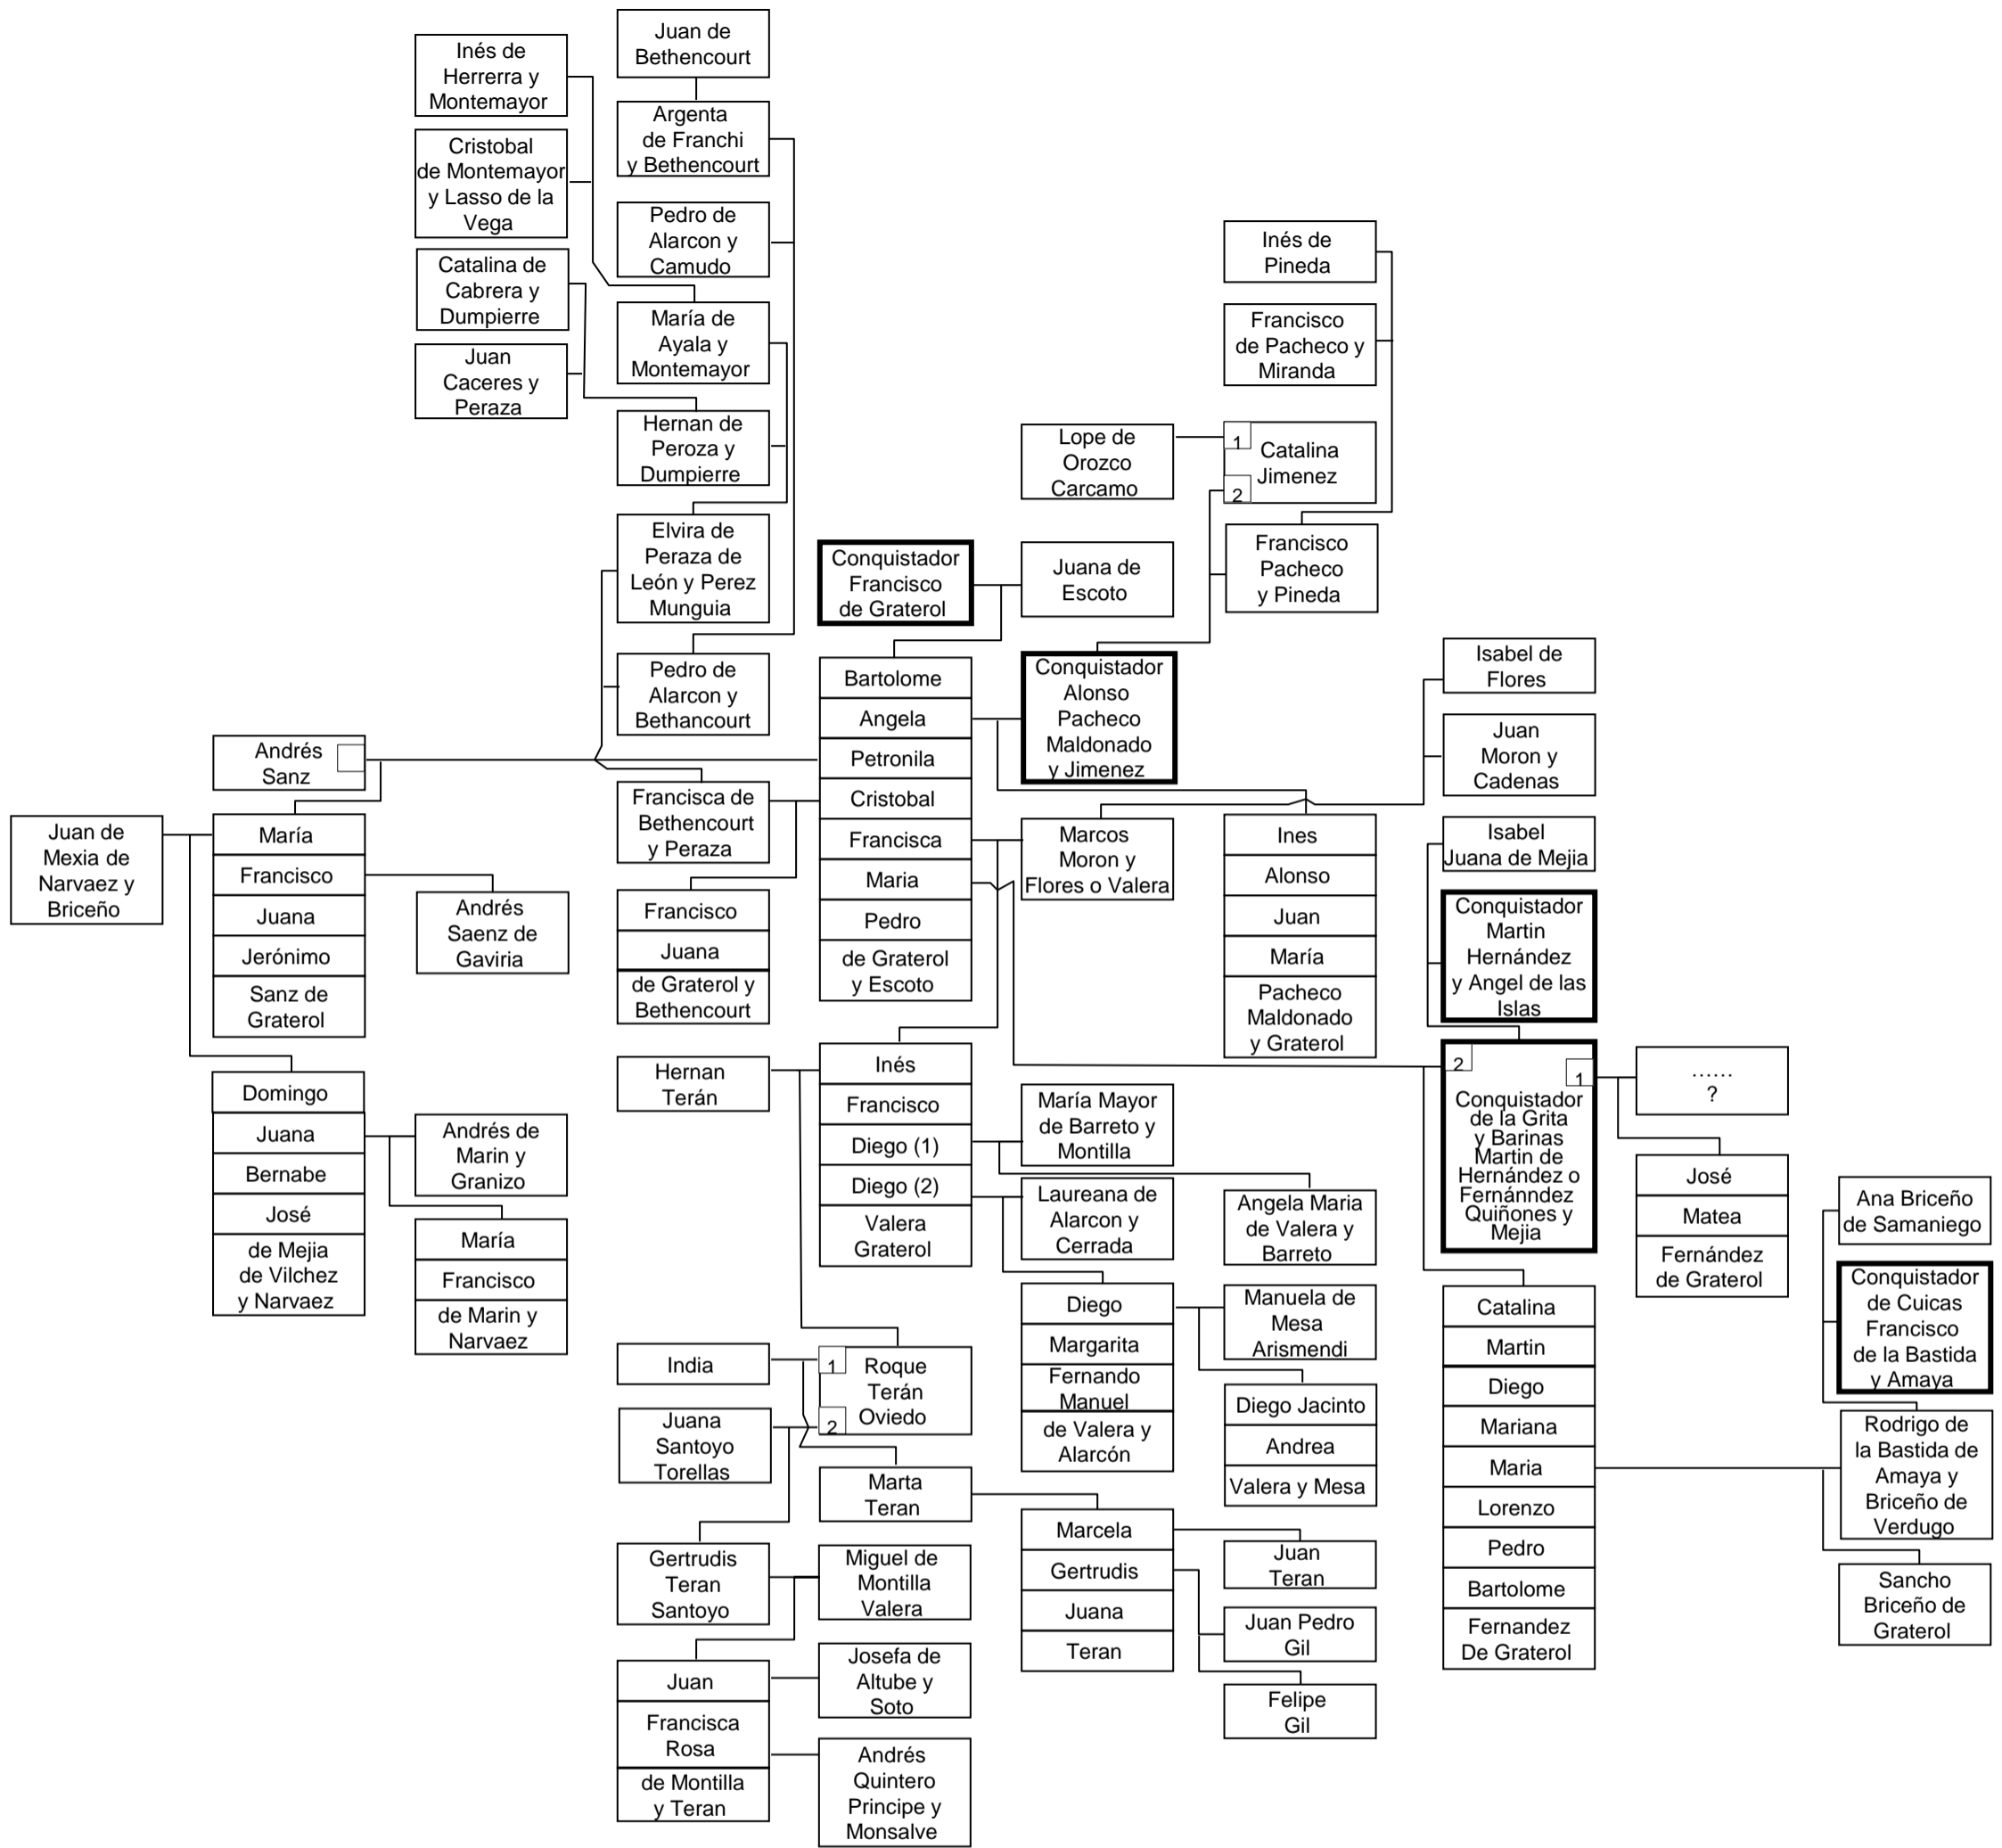 Juan de
Bethencourt
Inés de
Herrerra y
Montemayor
Argenta
de Franchi
y Bethencourt
Cristobal
de Montemayor
y Lasso de la
Vega
Pedro de
Alarcon y
Camudo
Inés de
Pineda
Catalina de
Cabrera y
Dumpierre
María de
Ayala y
Montemayor
Francisco
de Pacheco y
Miranda
Juan
Caceres y
Peraza
Hernan de
Peroza y
Dumpierre
Lope de
Orozco
Carcamo
1
Catalina
Jimenez
2
Elvira de
Peraza de
León y Perez
Munguia
Conquistador
Francisco
de Graterol
Juana de
Escoto
Francisco
Pacheco
y Pineda
Pedro de
Alarcon y
Bethancourt
Bartolome
Angela
Petronila
Cristobal
Francisca
Maria
Pedro
de Graterol
y Escoto
Conquistador
Alonso
Pacheco
Maldonado
y Jimenez
Isabel de
Flores
Juan
Moron y
Cadenas
Andrés
Sanz
Juan de
Mexia de
Narvaez y
Briceño
María
Francisco
Juana
Jerónimo
Sanz de
Graterol
Andrés
Saenz de
Gaviria
Francisca de
Bethencourt
y Peraza
Francisco
Juana
de Graterol y
Bethencourt
Marcos
Moron y
Flores o Valera
Ines
Alonso
Juan
María
Pacheco
Maldonado
y Graterol
Isabel
Juana de Mejia
Conquistador
Martin
Hernández
y Angel de las
Islas
Domingo
Juana
Bernabe
José
de Mejia
de Vilchez
y Narvaez
Andrés de
Marin y
Granizo
María
Francisco
de Marin y
Narvaez
Hernan
Terán
Inés
Francisco
Diego (1)
Diego (2)
Valera
Graterol
María Mayor
de Barreto y
Montilla
Laureana de
Alarcon y
Cerrada
Angela Maria
de Valera y
Barreto
2
1
Conquistador
de la Grita
y Barinas
Martin de
Hernández o
Fernánndez
Quiñones y
Mejia
......
?
José
Matea
Fernández
de Graterol
Ana Briceño
de Samaniego
Conquistador
de Cuicas
Francisco
de la Bastida
y Amaya
Rodrigo de
la Bastida de
Amaya y
Briceño de
Verdugo
Sancho
Briceño de
Graterol
Diego
Margarita
Fernando
Manuel
de Valera y
Alarcón
Manuela de
Mesa
Arismendi
Diego Jacinto
Andrea
Valera y Mesa
Catalina
Martin
Diego
Mariana
Maria
Lorenzo
Pedro
Bartolome
Fernandez
De Graterol
India
Juana
Santoyo
Torellas
1
Roque
Terán
Oviedo
2
Marta
Teran
Marcela
Gertrudis
Juana
Teran
Juan
Teran
Juan Pedro
Gil
Felipe
Gil
Gertrudis
Teran
Santoyo
Miguel de
Montilla
Valera
Juan
Francisca
Rosa
de Montilla
y Teran
Josefa de
Altube y
Soto
Andrés
Quintero
Principe y
Monsalve